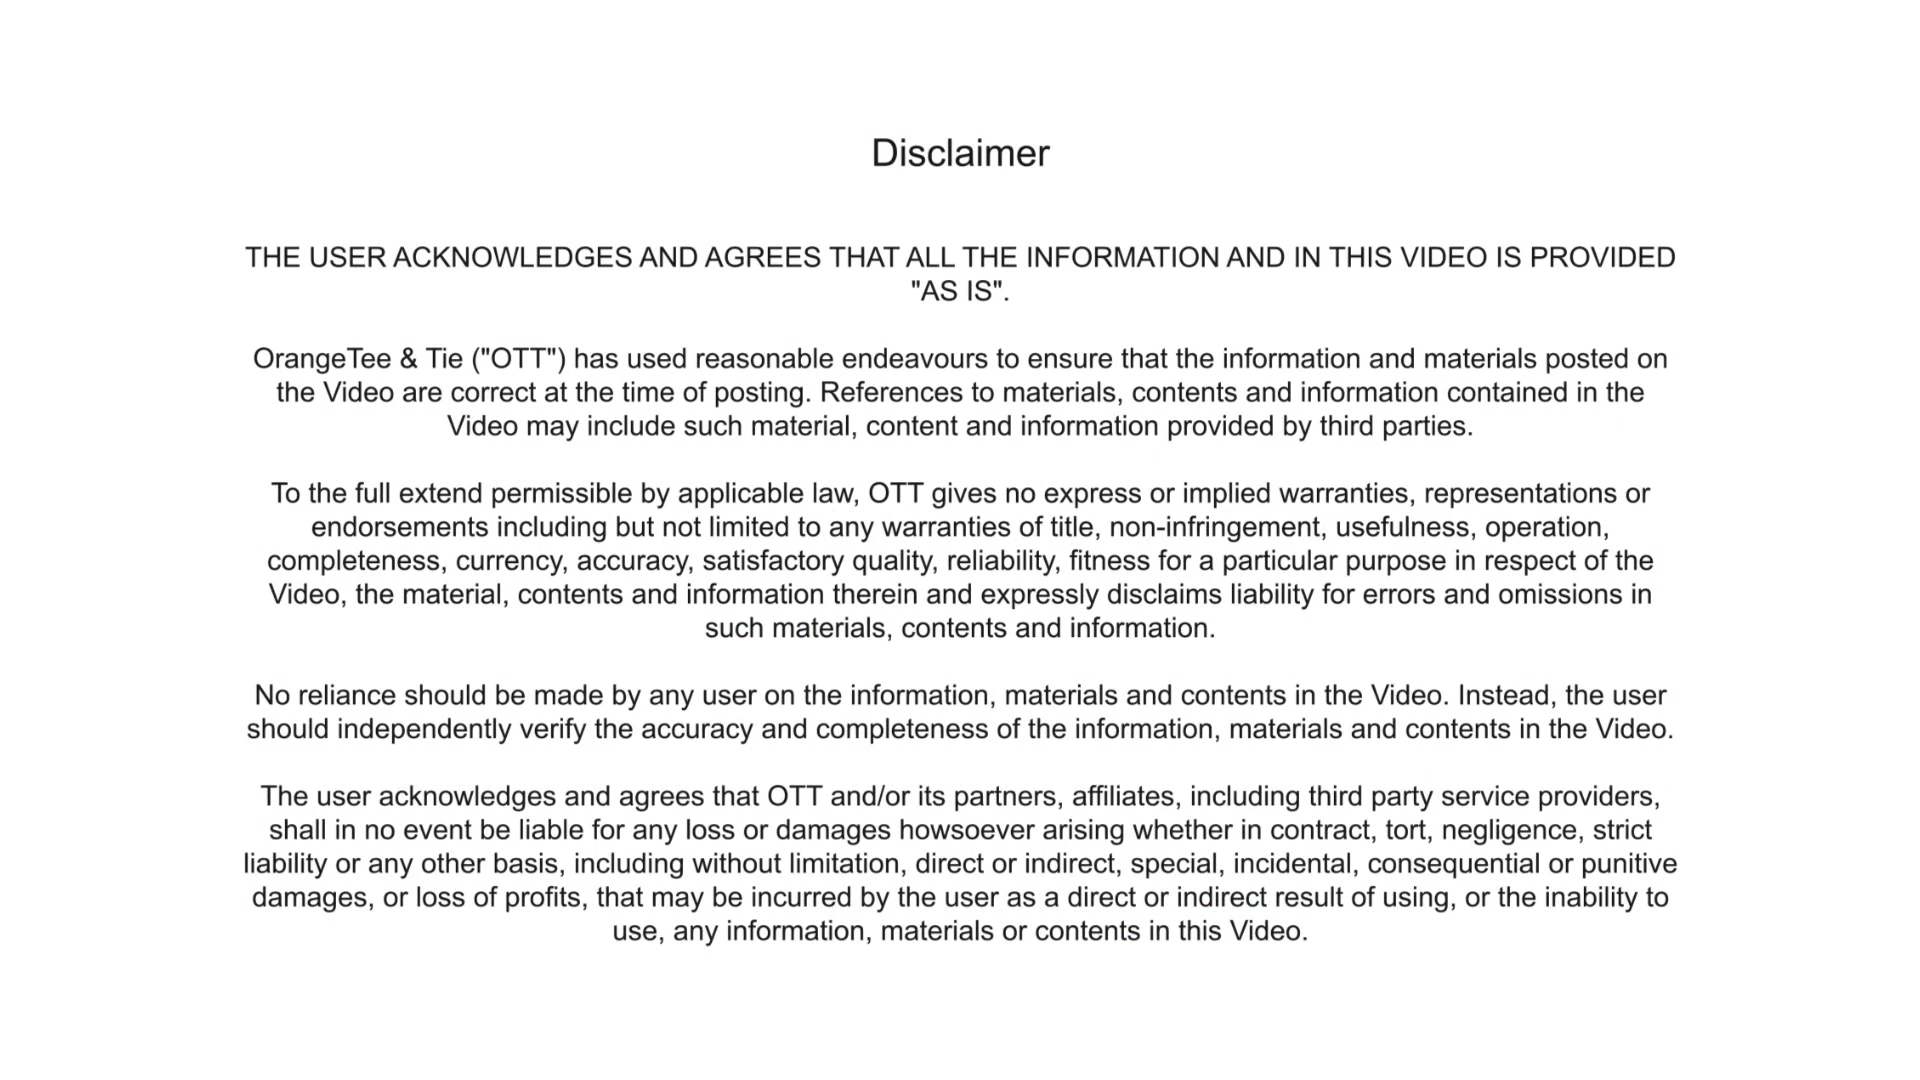 Disclaimer
THE USER ACKNOWLEDGES AND AGREES THAT ALL THE INFORMATION AND IN THIS VIDEO IS PROVIDED
"AS IS".
OrangeTee & Tie ("OTT") has used reasonable endeavours to ensure that the information and materials posted on
the Video are correct at the time of posting. References to materials, contents and information contained in the
Video may include such material, content and information provided by third parties.
To the full extend permissible by applicable law, OTT gives no express or implied warranties, representations or
endorsements including but not limited to any warranties of title, non-infringement, usefulness, operation,
completeness, currency, accuracy, satisfactory quality, reliability, fitness for a particular purpose in respect of the
Video, the material, contents and information therein and expressly disclaims liability for errors and omissions in
such materials, contents and information.
No reliance should be made by any user on the information, materials and contents in the Video. Instead, the user
should independently verify the accuracy and completeness of the information, materials and contents in the Video.
The user acknowledges and agrees that OTT and/or its partners, affiliates, including third party service providers,
shall in no event be liable for any loss or damages howsoever arising whether in contract, tort, negligence, strict
liability or any other basis, including without limitation, direct or indirect, special, incidental, consequential or punitive
damages, or loss of profits, that may be incurred by the user as a direct or indirect result of using, or the inability to
use, any information, materials or contents in this Video.